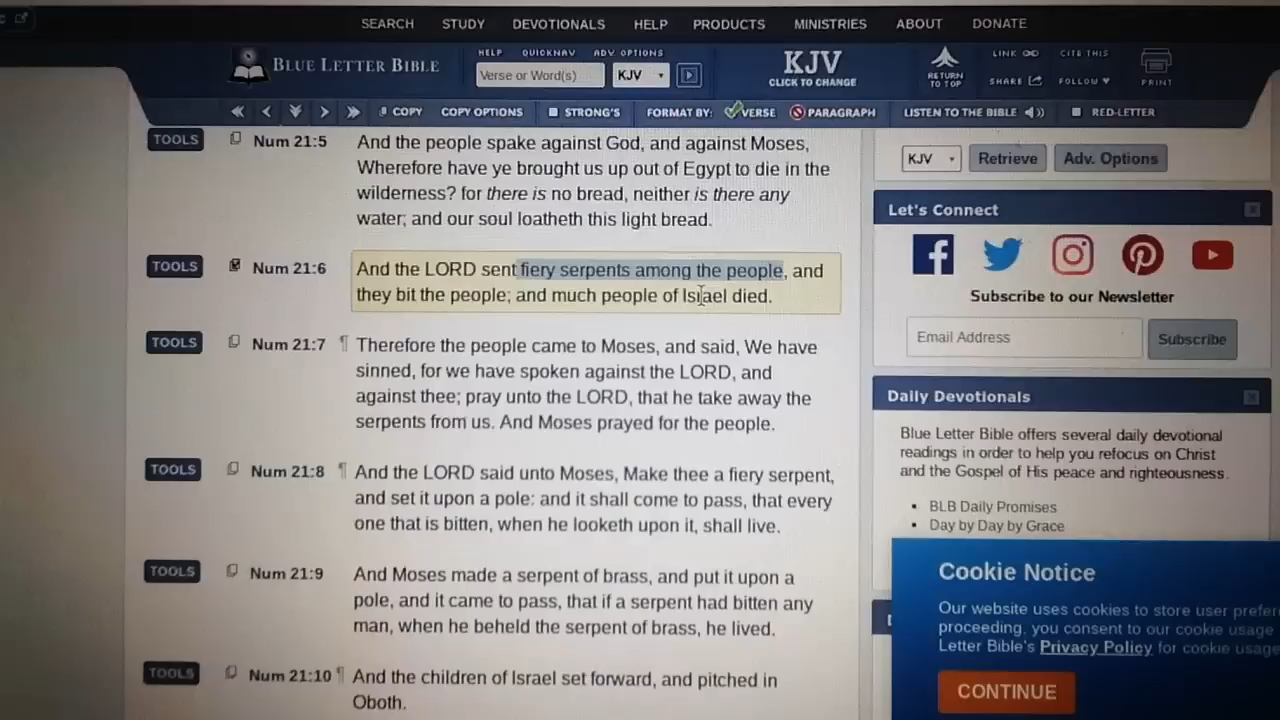 SEARCH STUDY DEVOTIONALS HELP PRODUCTS MINISTRIES ABOUT DONATE
BLUE LETTER BIBLE
HELP QUICKNAV ADV OPTIONS
Verse or Word(s) KJV
KJV
CLICK TO CHANGE
RETURN
TO TOP
LINK CITE THIS
SHARE FOLLOW
PRINT
COPY COPY OPTIONS STRONG'S FORMAT BY: VERSE PARAGRAPH LISTEN TO THE BIBLE RED-LETTER
TOOLS Num 21:5 And the people spake against God, and against Moses,
Wherefore have ye brought us up out of Egypt to die in the
wilderness? for there is no bread, neither is there any
water; and our soul loatheth this light bread.
TOOLS Num 21:6 And the LORD sent fiery serpents among the people, and
they bit the people; and much people of Israel died.
TOOLS Num 21:7 ¶ Therefore the people came to Moses, and said, We have
sinned, for we have spoken against the LORD, and
against thee; pray unto the LORD, that he take away the
serpents from us. And Moses prayed for the people.
TOOLS Num 21:8 ¶ And the LORD said unto Moses, Make thee a fiery serpent,
and set it upon a pole: and it shall come to pass, that every
one that is bitten, when he looketh upon it, shall live.
TOOLS Num 21:9 And Moses made a serpent of brass, and put it upon a
pole, and it came to pass, that if a serpent had bitten any
man, when he beheld the serpent of brass, he lived.
TOOLS Num 21:10 ¶ And the children of Israel set forward, and pitched in
Oboth.
KJV Retrieve Adv. Options
Let's Connect
Subscribe to our Newsletter
Email Address Subscribe
Daily Devotionals
Blue Letter Bible offers several daily devotional
readings in order to help you refocus on Christ
and the Gospel of His peace and righteousness.
BLB Daily Promises
Day by Day by Grace
Cookie Notice
Our website uses cookies to store user
proceeding, you consent to our cookie usage
Letter Bible's Privacy Policy for cookie usage
CONTINUE